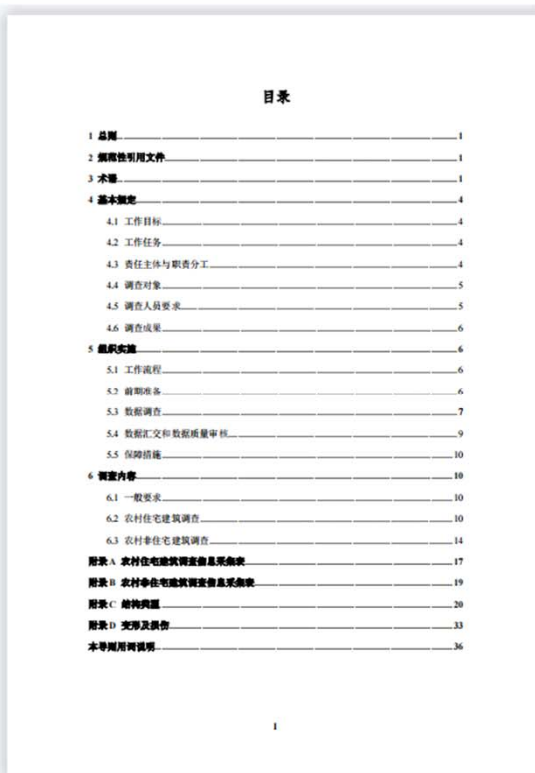 目录
1 总则 1
2 规范性引用文件 1
3 术语 1
4 基本规定 4
4.1 工作目标 4
4.2 工作任务 4
4.3 责任主体与职责分工 4
4.4 调查对象 5
4.5 调查人员要求 5
4.6 调查成果 6
5 组织实施 6
5.1 工作流程 6
5.2 前期准备 6
5.3 数据调查 7
5.4 数据汇交和数据质量审核 9
5.5 保障措施 10
6 调查内容 10
6.1 一般要求 10
6.2 农村住宅建筑调查 10
6.3 农村非住宅建筑调查 14
附录 A 农村住宅建筑调查信息采集表 17
附录 B 农村非住宅建筑调查信息采集表 19
附录 C 结构类型 20
附录 D 变形及损伤 33
本导则用词说明 36
1